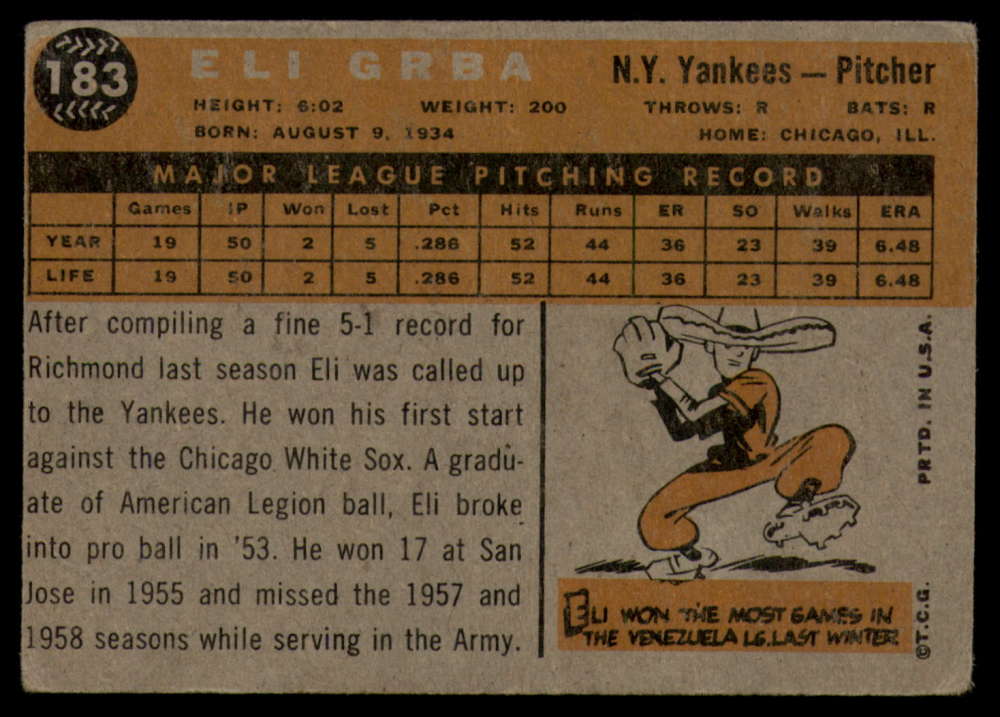 183
ELI GRBA
N.Y. Yankees — Pitcher
HEIGHT: 6:02 WEIGHT: 200 THROWS: R BATS: R
BORN: AUGUST 9, 1934 HOME: CHICAGO, ILL.
MAJOR LEAGUE PITCHING RECORD
Games IP Won Lost Pct Hits Runs ER SO Walks ERA
YEAR 19 50 2 5 .286 52 44 36 23 39 6.48
LIFE 19 50 2 5 .286 52 44 36 23 39 6.48
After compiling a fine 5-1 record for
Richmond last season Eli was called up
to the Yankees. He won his first start
against the Chicago White Sox. A gradu-
ate of American Legion ball, Eli broke
into pro ball in '53. He won 17 at San
Jose in 1955 and missed the 1957 and
1958 seasons while serving in the Army.
ELI WON THE MOST GAMES IN
THE VENEZUELA LG. LAST WINTER
©T.C.G. PRTD. IN U.S.A.